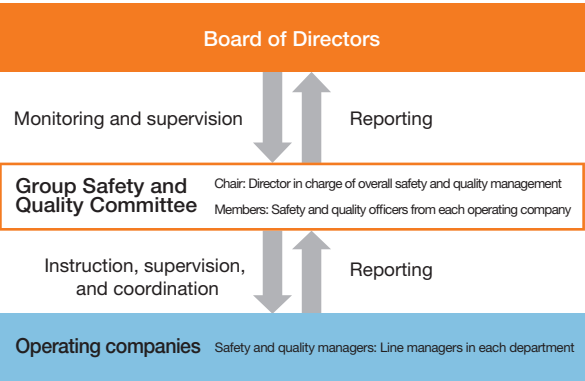 Board of Directors
Monitoring and supervision
Reporting
Group Safety and
Quality Committee
Chair: Director in charge of overall safety and quality management
Members: Safety and quality officers from each operating company
Instruction, supervision,
and coordination
Reporting
Operating companies
Safety and quality managers: Line managers in each department